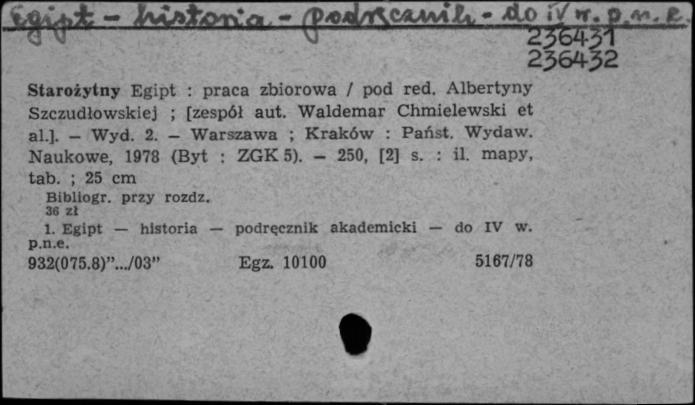 Egipt - historia - podręcznik - do IV w. p.n.e.
236431
236432
Starożytny Egipt : praca zbiorowa / pod red. Albertyny
Szczudłowskiej ; [zespół aut. Waldemar Chmielewski et
al.]. — Wyd. 2. — Warszawa ; Kraków : Państ. Wydaw.
Naukowe, 1978 (Byt : ZGK 5). — 250, [2] s. : il. mapy,
tab. ; 25 cm
Bibliogr. przy rozdz.
36 zł
1. Egipt — historia — podręcznik akademicki — do IV w.
p.n.e.
932(075.8)".../03" Egz. 10100 5167/78